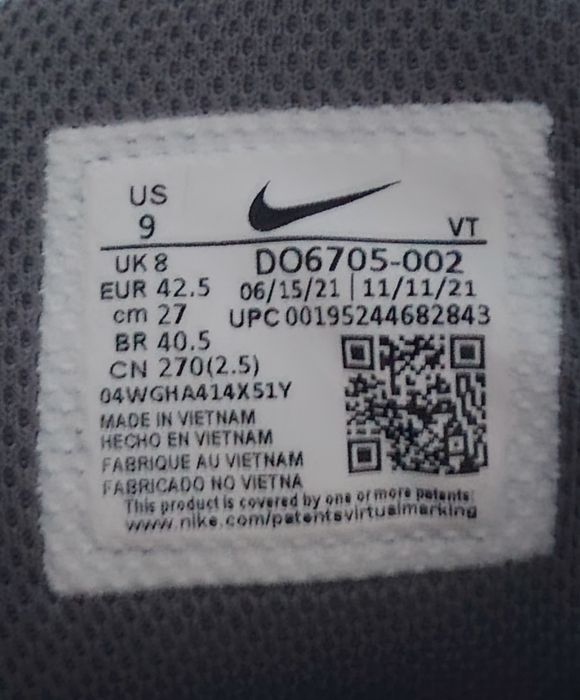 US
9
VT
UK 8
DO6705-002
EUR 42.5
06/15/21 | 11/11/21
cm 27
UPC 00195244682843
BR 40.5
CN 270(2.5)
04WGHA414X51Y
MADE IN VIETNAM
HECHO EN VIETNAM
FABRIQUE AU VIETNAM
FABRICADO NO VIETNA
This product is covered by one or more patents:
www.nike.com/patentsvirtualmarking